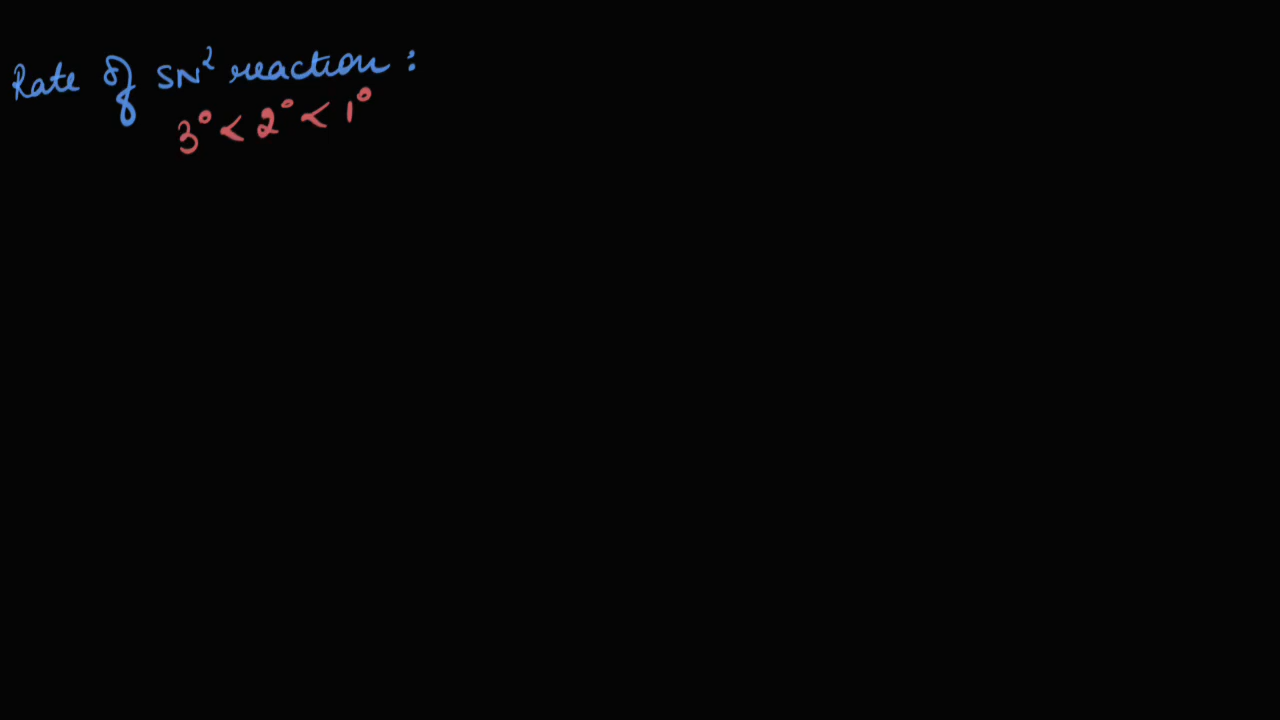 Rate of SN² reaction :
3° < 2° < 1°